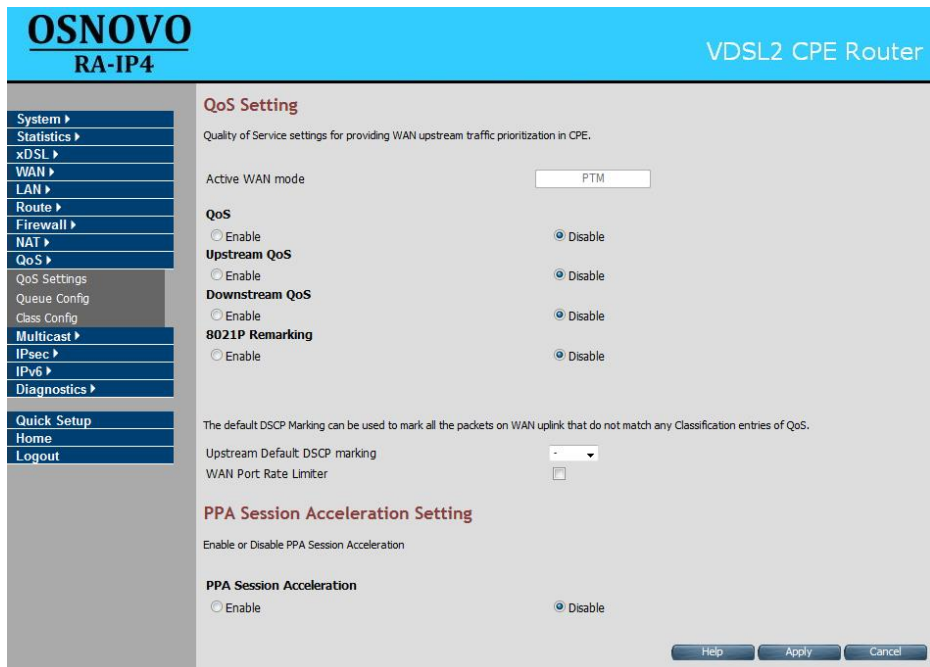 OSNOVO
RA-IP4
VDSL2 CPE Router
System
Statistics
xDSL
WAN
LAN
Route
Firewall
NAT
QoS
QoS Settings
Queue Config
Class Config
Multicast
IPsec
IPv6
Diagnostics
Quick Setup
Home
Logout
QoS Setting
Quality of Service settings for providing WAN upstream traffic prioritization in CPE.
Active WAN mode PTM
QoS
Enable Disable
Upstream QoS
Enable Disable
Downstream QoS
Enable Disable
8021P Remarking
Enable Disable
The default DSCP Marking can be used to mark all the packets on WAN uplink that do not match any Classification entries of QoS.
Upstream Default DSCP marking -
WAN Port Rate Limiter
PPA Session Acceleration Setting
Enable or Disable PPA Session Acceleration
PPA Session Acceleration
Enable Disable
Help Apply Cancel